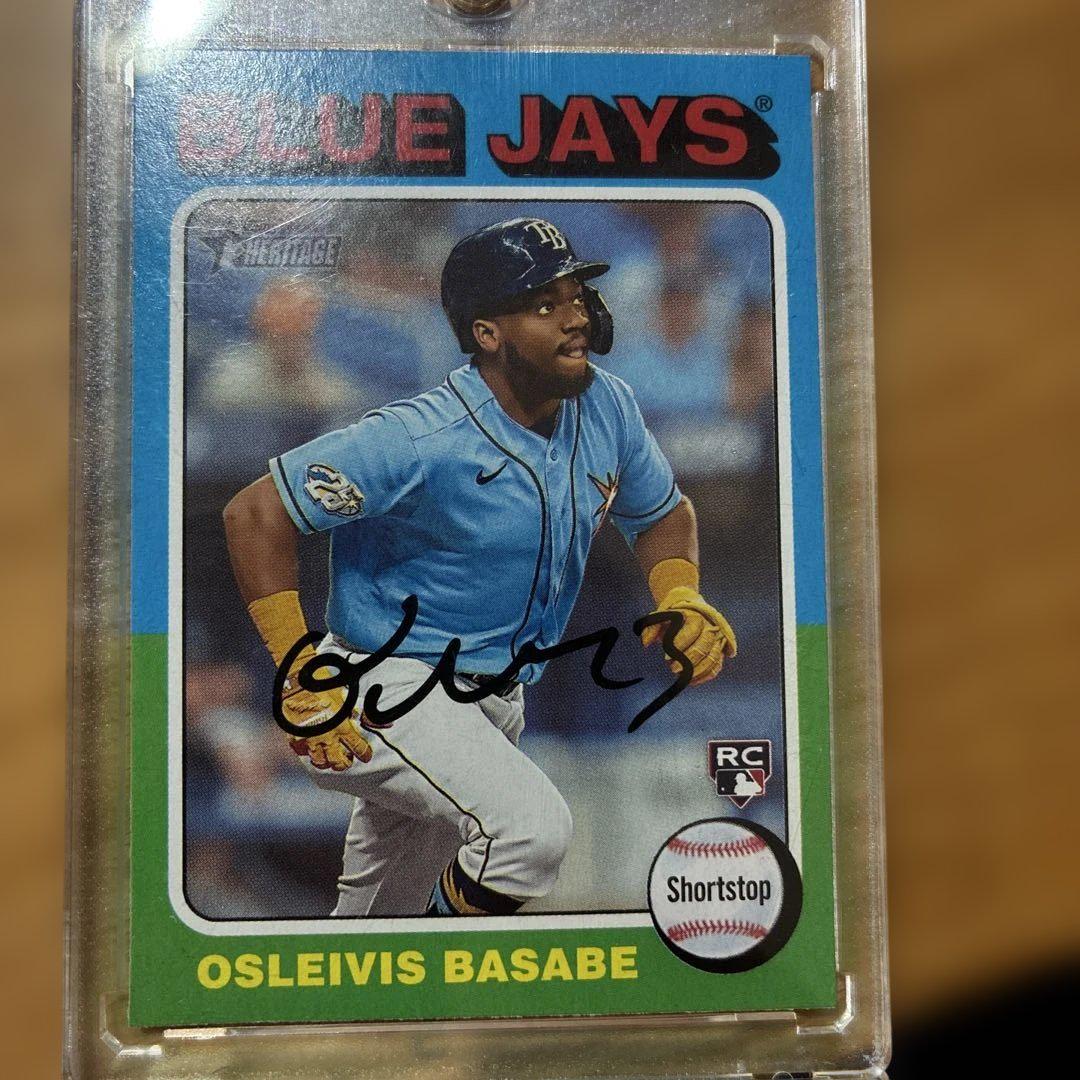 BLUE JAYS®
HERITAGE
TB
RC
Shortstop
OSLEIVIS BASABE